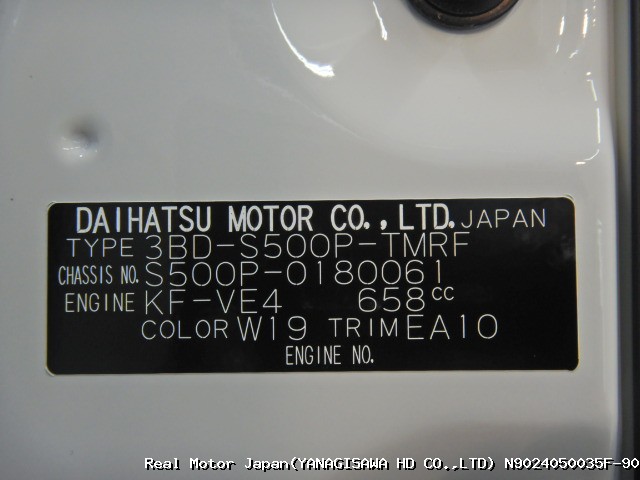 DAIHATSU MOTOR CO.,LTD. JAPAN
TYPE 3BD-S500P-TMRF
CHASSIS NO. S500P-0180061
ENGINE KF-VE4 658cc
COLOR W19 TRIM EA10
ENGINE NO.
Real Motor Japan(YANAGISAWA HD CO.,LTD) N9024050035F-90